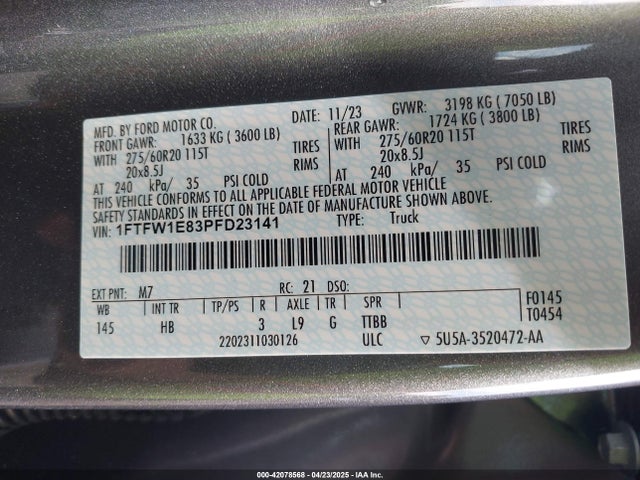 MFD. BY FORD MOTOR CO.
DATE: 11/23 GVWR: 3198 KG ( 7050 LB)
FRONT GAWR: 1633 KG ( 3600 LB)
REAR GAWR: 1724 KG ( 3800 LB)
WITH 275/60R20 115T TIRES
WITH 275/60R20 115T TIRES
20x8.5J RIMS
20x8.5J RIMS
AT 240 kPa/ 35 PSI COLD
AT 240 kPa/ 35 PSI COLD
THIS VEHICLE CONFORMS TO ALL APPLICABLE FEDERAL MOTOR VEHICLE
SAFETY STANDARDS IN EFFECT ON THE DATE OF MANUFACTURE SHOWN ABOVE.
VIN: 1FTFW1E83PFD23141 TYPE: Truck
EXT PNT: M7 RC: 21 DSO:
WB INT TR TP/PS R AXLE TR SPR
145 HB 3 L9 G TTBB
F0145
T0454
2202311030126 ULC 5U5A-3520472-AA
000-42078568 - 04/23/2025 - IAA Inc.